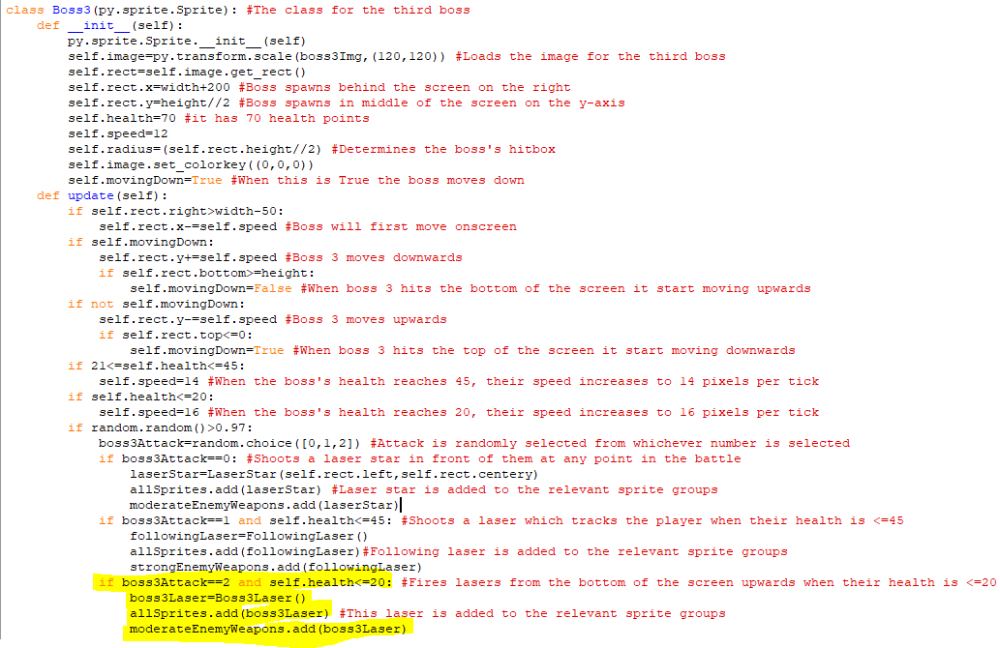 class Boss3(py.sprite.Sprite): #The class for the third boss
    def __init__(self):
        py.sprite.Sprite.__init__(self)
        self.image=py.transform.scale(boss3Img,(120,120)) #Loads the image for the third boss
        self.rect=self.image.get_rect()
        self.rect.x=width+200 #Boss spawns behind the screen on the right
        self.rect.y=height//2 #Boss spawns in middle of the screen on the y-axis
        self.health=70 #it has 70 health points
        self.speed=12
        self.radius=(self.rect.height//2) #Determines the boss's hitbox
        self.image.set_colorkey((0,0,0))
        self.movingDown=True #When this is True the boss moves down
    def update(self):
        if self.rect.right>width-50:
            self.rect.x-=self.speed #Boss will first move onscreen
        if self.movingDown:
            self.rect.y+=self.speed #Boss 3 moves downwards
            if self.rect.bottom>=height:
                self.movingDown=False #When boss 3 hits the bottom of the screen it start moving upwards
        if not self.movingDown:
            self.rect.y-=self.speed #Boss 3 moves upwards
            if self.rect.top<=0:
                self.movingDown=True #When boss 3 hits the top of the screen it start moving downwards
        if 21<=self.health<=45:
            self.speed=14 #When the boss's health reaches 45, their speed increases to 14 pixels per tick
        if self.health<=20:
            self.speed=16 #When the boss's health reaches 20, their speed increases to 16 pixels per tick
        if random.random()>0.97:
            boss3Attack=random.choice([0,1,2]) #Attack is randomly selected from whichever number is selected
            if boss3Attack==0: #Shoots a laser star in front of them at any point in the battle
                laserStar=LaserStar(self.rect.left,self.rect.centery)
                allSprites.add(laserStar) #Laser star is added to the relevant sprite groups
                moderateEnemyWeapons.add(laserStar)
            if boss3Attack==1 and self.health<=45: #Shoots a laser which tracks the player when their health is <=45
                followingLaser=FollowingLaser()
                allSprites.add(followingLaser)#Following laser is added to the relevant sprite groups
                strongEnemyWeapons.add(followingLaser)
            if boss3Attack==2 and self.health<=20: #Fires lasers from the bottom of the screen upwards when their health is <=20
                boss3Laser=Boss3Laser()
                allSprites.add(boss3Laser) #This laser is added to the relevant sprite groups
                moderateEnemyWeapons.add(boss3Laser)